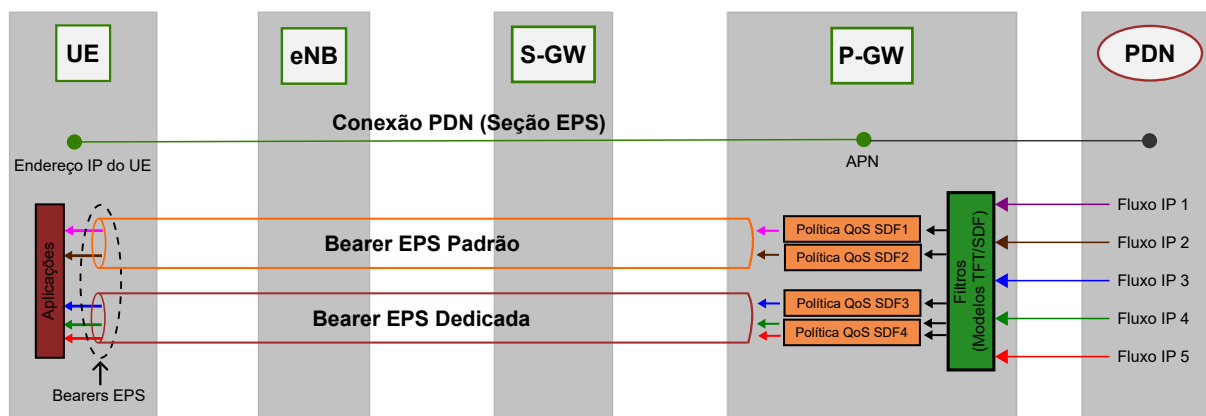 UE
eNB
S-GW
P-GW
PDN
Conexão PDN (Seção EPS)
Endereço IP do UE
APN
Aplicações
Bearer EPS Padrão
Bearer EPS Dedicada
Bearers EPS
Política QoS SDF1
Política QoS SDF2
Política QoS SDF3
Política QoS SDF4
Filtros
(Modelos TFT/SDF)
Fluxo IP 1
Fluxo IP 2
Fluxo IP 3
Fluxo IP 4
Fluxo IP 5